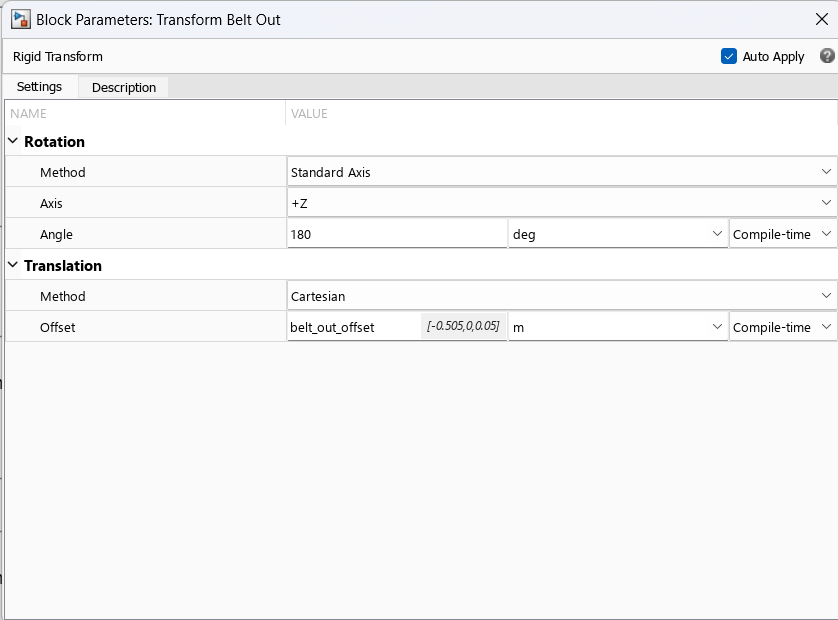 Block Parameters: Transform Belt Out
Rigid Transform Auto Apply
Settings Description
NAME VALUE
Rotation
Method Standard Axis
Axis +Z
Angle 180 deg Compile-time
Translation
Method Cartesian
Offset belt_out_offset [-0.505,0,0.05] m Compile-time